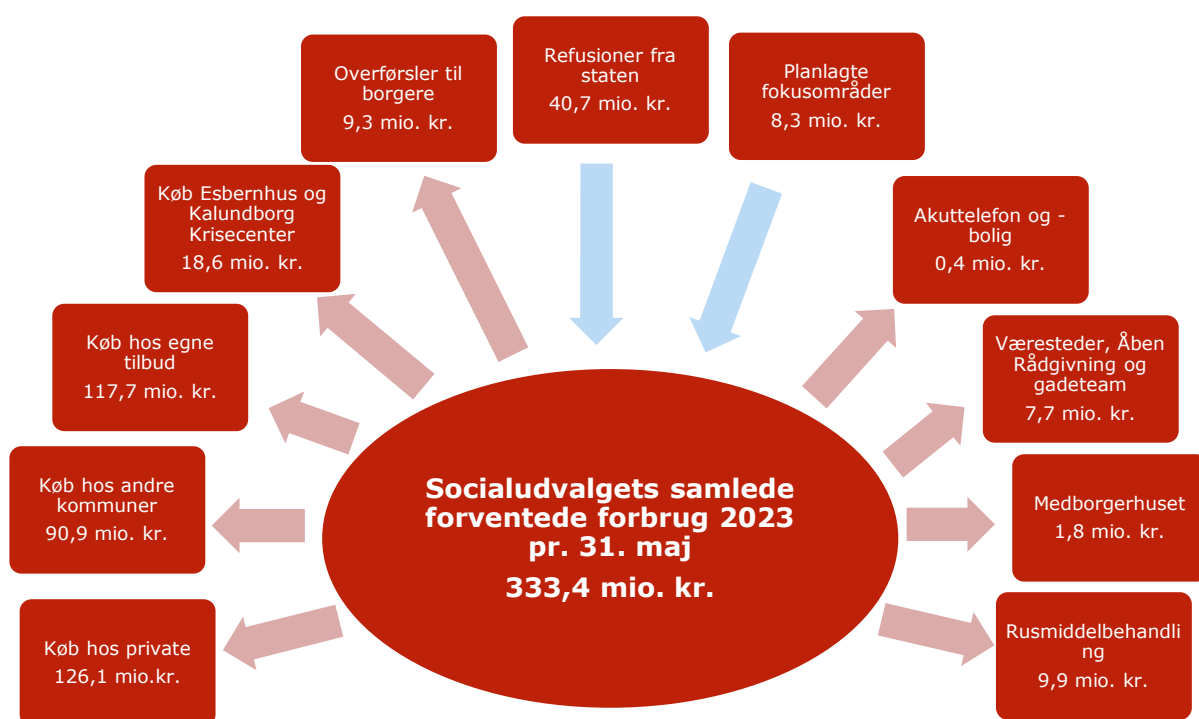 Refusioner fra
staten
40,7 mio. kr.
Overførsler til
borgere
9,3 mio. kr.
Planlagte
fokusområder
8,3 mio. kr.
Køb Esbernhus og
Kalundborg
Krisecenter
18,6 mio. kr.
Akuttelefon og -
bolig
0,4 mio. kr.
Køb hos egne
tilbud
117,7 mio. kr.
Væresteder, Åben
Rådgivning og
gadeteam
7,7 mio. kr.
Køb hos andre
kommuner
90,9 mio. kr.
Socialudvalgets samlede
forventede forbrug 2023
pr. 31. maj
333,4 mio. kr.
Medborgerhuset
1,8 mio. kr.
Køb hos private
126,1 mio.kr.
Rusmiddelbehandli
ng
9,9 mio. kr.